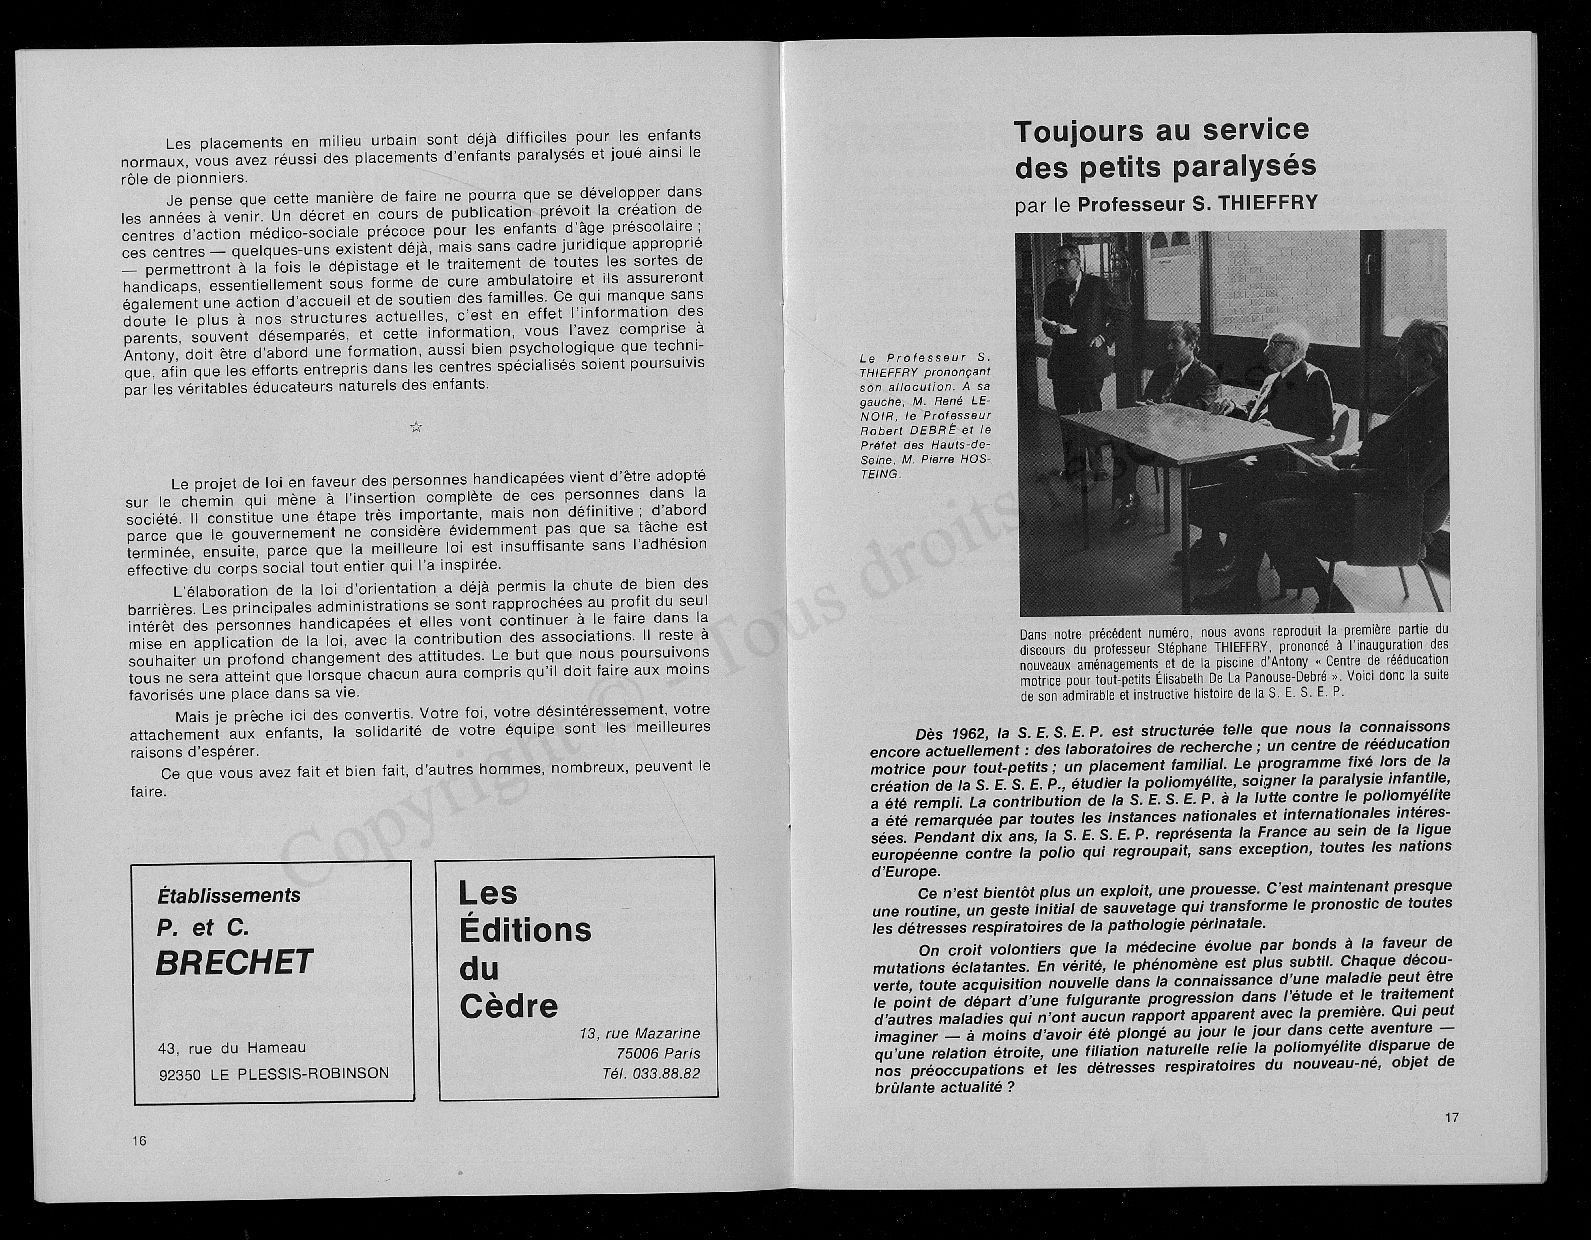 Les placements en milieu urbain sont déjà difficiles pour les enfants
normaux, vous avez réussi des placements d'enfants paralysés et joué ainsi le
rôle de pionniers.
Je pense que cette manière de faire ne pourra que se développer dans
les années à venir. Un décret en cours de publication prévoit la création de
centres d'action médico-sociale précoce pour les enfants d'âge préscolaire ;
ces centres — quelques-uns existent déjà, mais sans cadre juridique approprié
— permettront à la fois le dépistage et le traitement de toutes les sortes de
handicaps, essentiellement sous forme de cure ambulatoire et ils assureront
également une action d'accueil et de soutien des familles. Ce qui manque sans
doute le plus à nos structures actuelles, c'est en effet l'information des
parents, souvent désemparés, et cette information, vous l'avez comprise à
Antony, doit être d'abord une formation, aussi bien psychologique que techni-
que, afin que les efforts entrepris dans les centres spécialisés soient poursuivis
par les véritables éducateurs naturels des enfants.
☆
Le projet de loi en faveur des personnes handicapées vient d'être adopté
sur le chemin qui mène à l'insertion complète de ces personnes dans la
société. Il constitue une étape très importante, mais non définitive ; d'abord
parce que le gouvernement ne considère évidemment pas que sa tâche est
terminée, ensuite, parce que la meilleure loi est insuffisante sans l'adhésion
effective du corps social tout entier qui l'a inspirée.
L'élaboration de la loi d'orientation a déjà permis la chute de bien des
barrières. Les principales administrations se sont rapprochées au profit du seul
intérêt des personnes handicapées et elles vont continuer à le faire dans la
mise en application de la loi, avec la contribution des associations. Il reste à
souhaiter un profond changement des attitudes. Le but que nous poursuivons
tous ne sera atteint que lorsque chacun aura compris qu'il doit faire aux moins
favorisés une place dans sa vie.
Mais je prêche ici des convertis. Votre foi, votre désintéressement, votre
attachement aux enfants, la solidarité de votre équipe sont les meilleures
raisons d'espérer.
Ce que vous avez fait et bien fait, d'autres hommes, nombreux, peuvent le
faire.
Établissements
P. et C.
BRECHET
43, rue du Hameau
92350 LE PLESSIS-ROBINSON
Les
Éditions
du
Cèdre
13, rue Mazarine
75006 Paris
Tél. 033.88.82
16
Toujours au service
des petits paralysés
par le Professeur S. THIEFFRY
Le Professeur S.
THIEFFRY prononçant
son allocution. A sa
gauche, M. René LE-
NOIR, le Professeur
Robert DEBRÉ et le
Préfet des Hauts-de-
Seine, M. Pierre HOS-
TEING.
Dans notre précédent numéro, nous avons reproduit la première partie du
discours du professeur Stéphane THIEFFRY, prononcé à l'inauguration des
nouveaux aménagements et de la piscine d'Antony « Centre de rééducation
motrice pour tout-petits Élisabeth De La Panouse-Debré ». Voici donc la suite
de son admirable et instructive histoire de la S. E. S. E. P.
Dès 1962, la S. E. S. E. P. est structurée telle que nous la connaissons
encore actuellement : des laboratoires de recherche ; un centre de rééducation
motrice pour tout-petits ; un placement familial. Le programme fixé lors de la
création de la S. E. S. E. P., étudier la poliomyélite, soigner la paralysie infantile,
a été rempli. La contribution de la S. E. S. E. P. à la lutte contre le poliomyélite
a été remarquée par toutes les instances nationales et internationales intéres-
sées. Pendant dix ans, la S. E. S. E. P. représenta la France au sein de la ligue
européenne contre la polio qui regroupait, sans exception, toutes les nations
d'Europe.
Ce n'est bientôt plus un exploit, une prouesse. C'est maintenant presque
une routine, un geste initial de sauvetage qui transforme le pronostic de toutes
les détresses respiratoires de la pathologie périnatale.
On croit volontiers que la médecine évolue par bonds à la faveur de
mutations éclatantes. En vérité, le phénomène est plus subtil. Chaque décou-
verte, toute acquisition nouvelle dans la connaissance d'une maladie peut être
le point de départ d'une fulgurante progression dans l'étude et le traitement
d'autres maladies qui n'ont aucun rapport apparent avec la première. Qui peut
imaginer — à moins d'avoir été plongé au jour le jour dans cette aventure —
qu'une relation étroite, une filiation naturelle relie la poliomyélite disparue de
nos préoccupations et les détresses respiratoires du nouveau-né, objet de
brûlante actualité ?
17
Copyright © - Tous droits